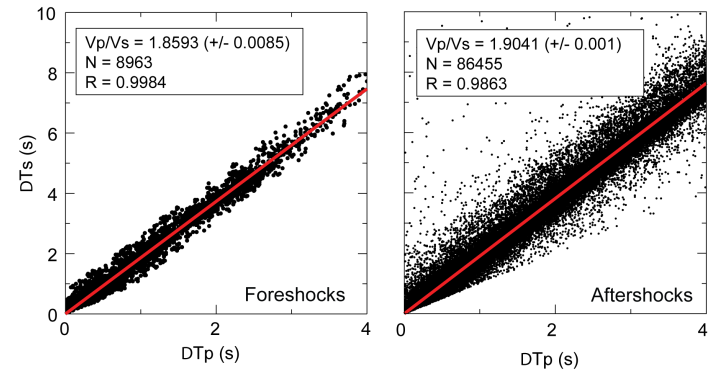 Vp/Vs = 1.8593 (+/- 0.0085)
N = 8963
R = 0.9984
10
8
6
4
2
0
DTs (s)
Foreshocks
0
2
4
DTp (s)
Vp/Vs = 1.9041 (+/- 0.001)
N = 86455
R = 0.9863
Aftershocks
0
2
4
DTp (s)